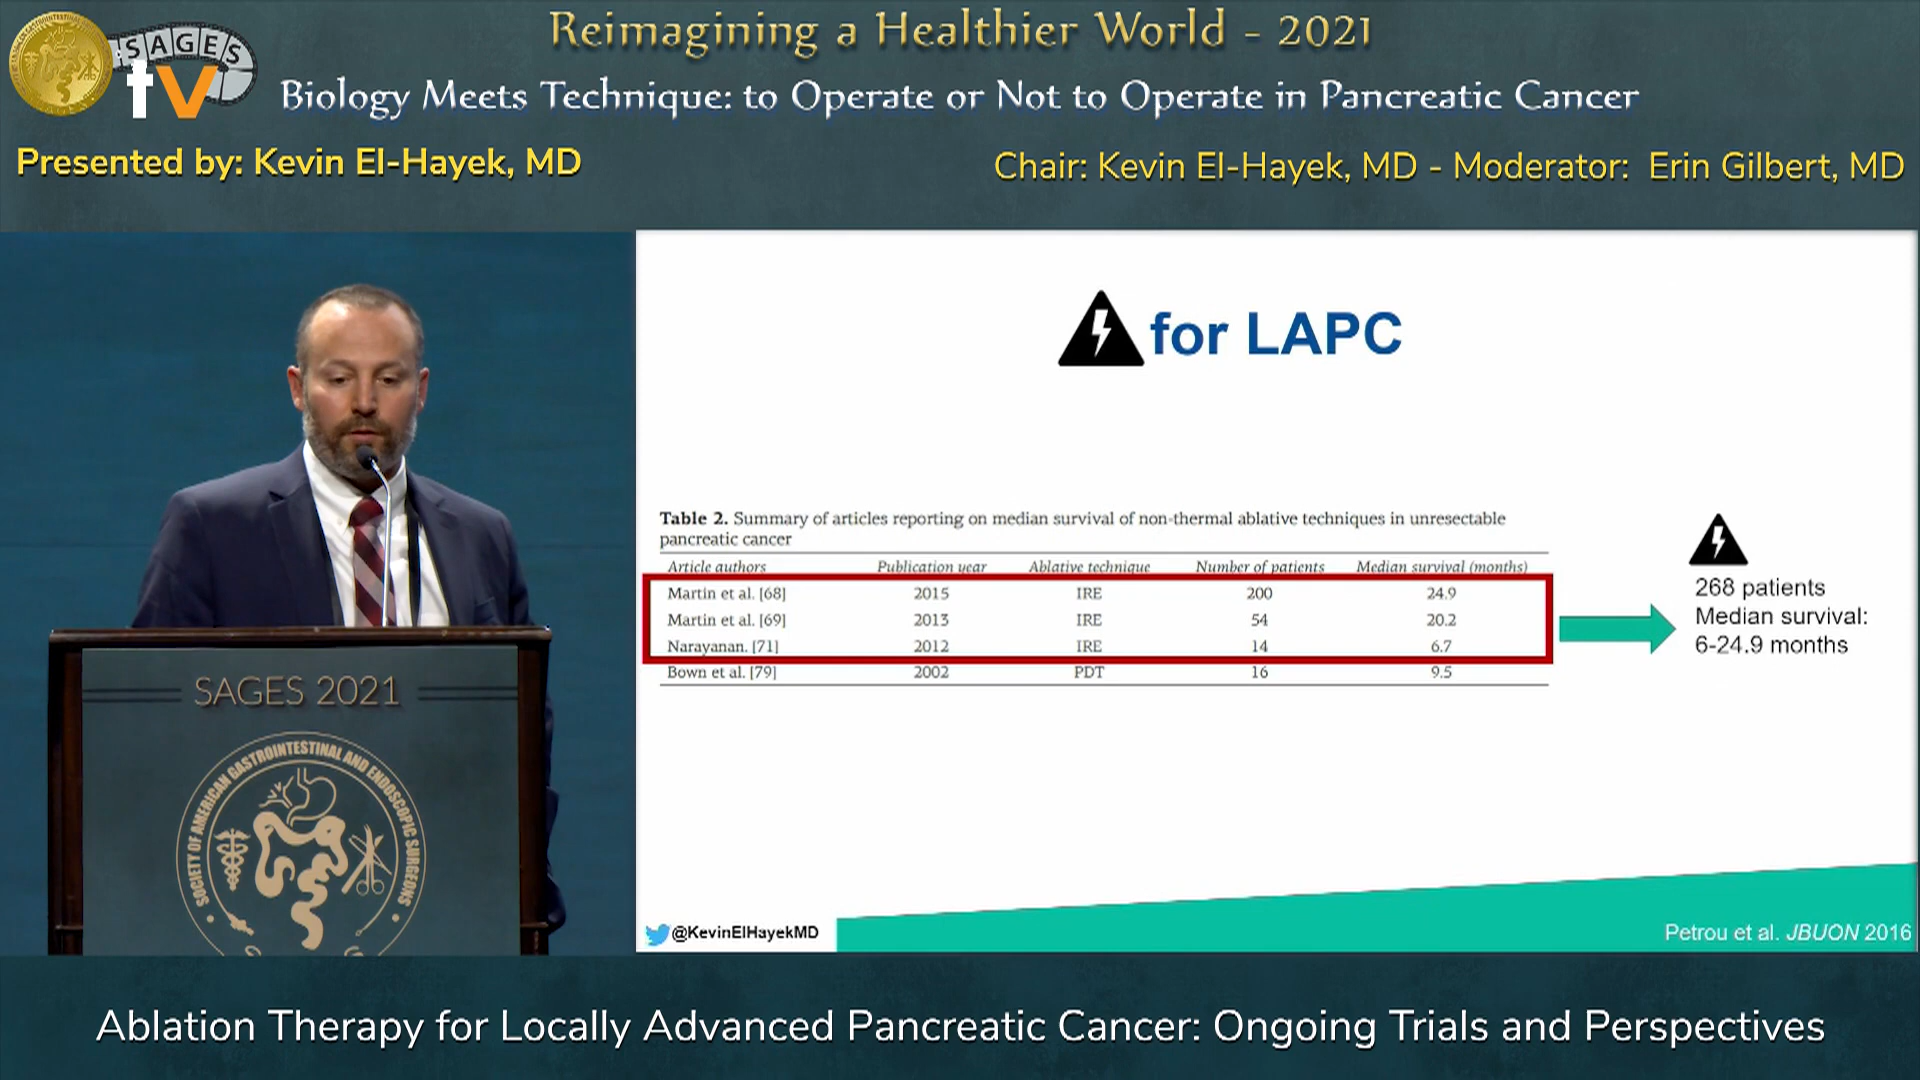 Reimagining a Healthier World - 2021
SAGES
tv
Biology Meets Technique: to Operate or Not to Operate in Pancreatic Cancer
Presented by: Kevin El-Hayek, MD
Chair: Kevin El-Hayek, MD - Moderator: Erin Gilbert, MD
for LAPC
Table 2. Summary of articles reporting on median survival of non-thermal ablative techniques in unresectable
pancreatic cancer
Article authors Publication year Ablative technique Number of patients Median survival (months)
Martin et al. [68] 2015 IRE 200 24.9
Martin et al. [69] 2013 IRE 54 20.2
Narayanan. [71] 2012 IRE 14 6.7
Bown et al. [79] 2002 PDT 16 9.5
268 patients
Median survival:
6-24.9 months
@KevinElHayekMD
Petrou et al. JBUON 2016
SAGES 2021
SOCIETY OF AMERICAN GASTROINTESTINAL AND ENDOSCOPIC SURGEONS
Ablation Therapy for Locally Advanced Pancreatic Cancer: Ongoing Trials and Perspectives